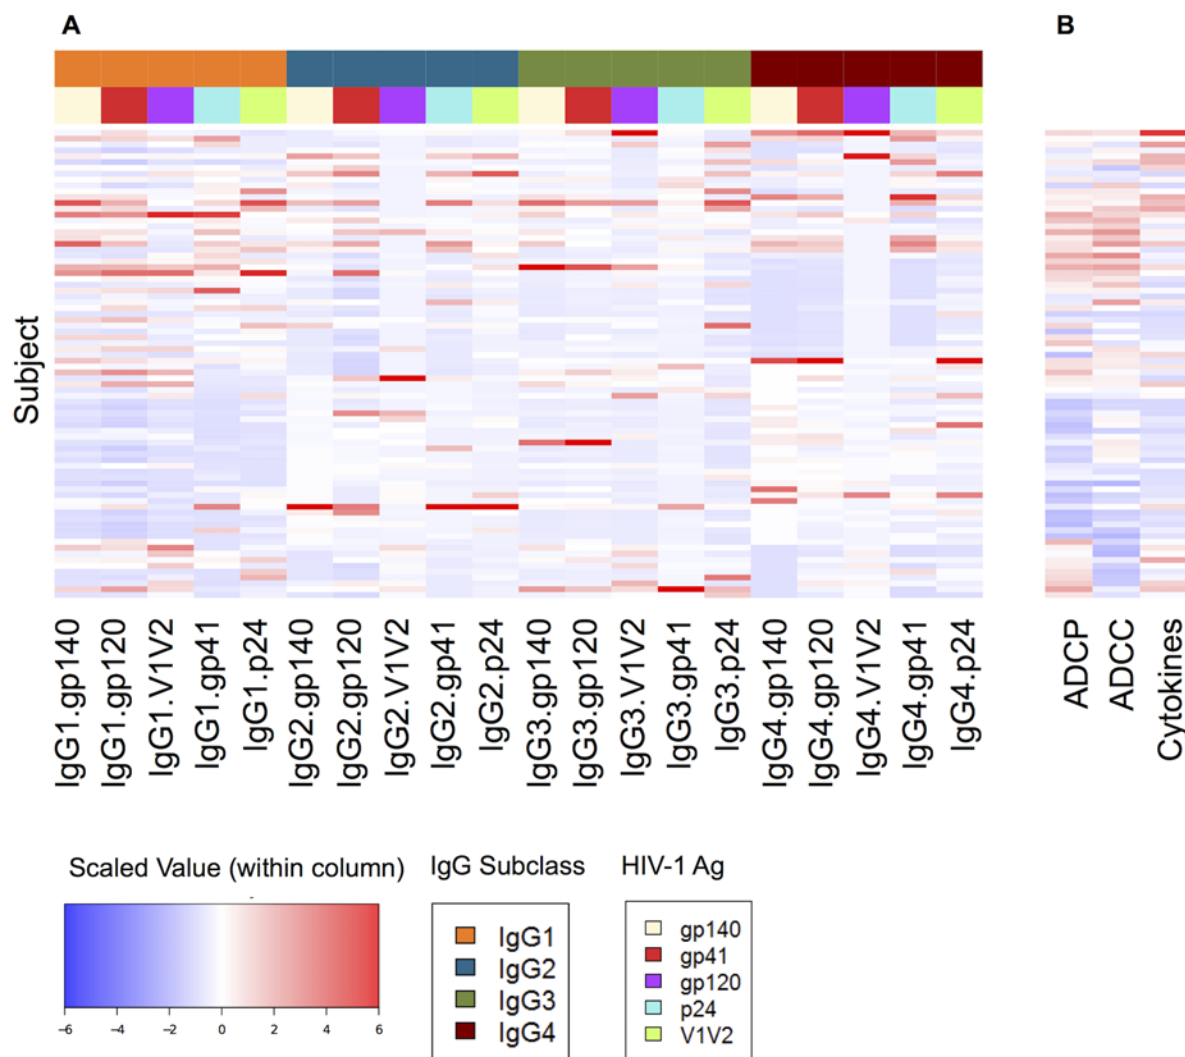 A
B
Subject
IgG1.gp140
IgG1.gp120
IgG1.V1V2
IgG1.gp41
IgG1.p24
IgG2.gp140
IgG2.gp120
IgG2.V1V2
IgG2.gp41
IgG2.p24
IgG3.gp140
IgG3.gp120
IgG3.V1V2
IgG3.gp41
IgG3.p24
IgG4.gp140
IgG4.gp120
IgG4.V1V2
IgG4.gp41
IgG4.p24
ADCP
ADCC
Cytokines
Scaled Value (within column)
−6 −4 −2 0 2 4 6
IgG Subclass
IgG1
IgG2
IgG3
IgG4
HIV-1 Ag
gp140
gp41
gp120
p24
V1V2